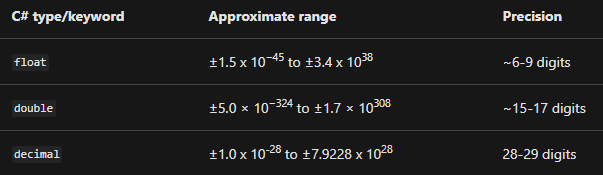 C# type/keyword Approximate range Precision
float ±1.5 x 10⁻⁴⁵ to ±3.4 x 10³⁸ ~6-9 digits
double ±5.0 × 10⁻³²⁴ to ±1.7 × 10³⁰⁸ ~15-17 digits
decimal ±1.0 x 10⁻²⁸ to ±7.9228 x 10²⁸ 28-29 digits